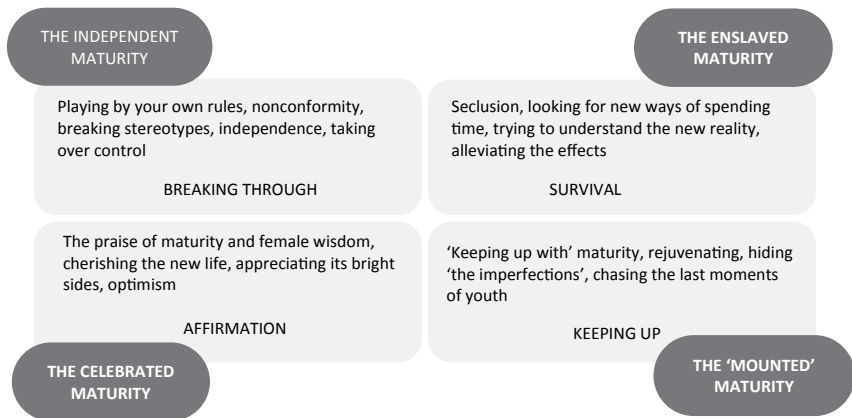 THE INDEPENDENT
MATURITY
Playing by your own rules, nonconformity,
breaking stereotypes, independence, taking
over control
BREAKING THROUGH
THE ENSLAVED
MATURITY
Seclusion, looking for new ways of spending
time, trying to understand the new reality,
alleviating the effects
SURVIVAL
The praise of maturity and female wisdom,
cherishing the new life, appreciating its bright
sides, optimism
AFFIRMATION
THE CELEBRATED
MATURITY
‘Keeping up with’ maturity, rejuvenating, hiding
‘the imperfections’, chasing the last moments
of youth
KEEPING UP
THE ‘MOUNTED’
MATURITY